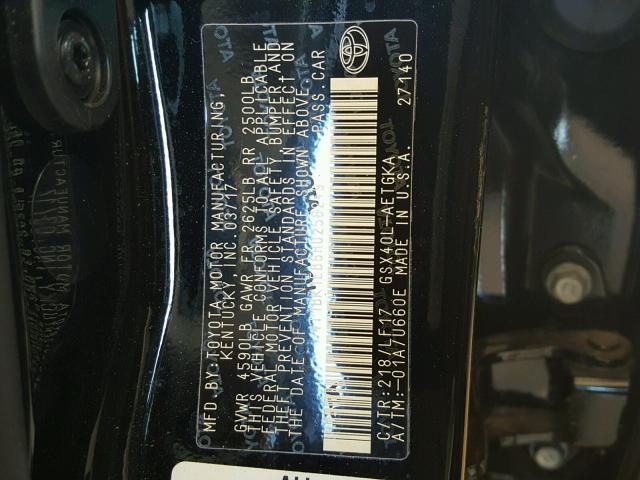 MFD BY: TOYOTA MOTOR MANUFACTURING,
KENTUCKY, INC. 03/17
GVWR 4590LB GAWR FR 2625LB RR 2500LB
THIS VEHICLE CONFORMS TO ALL APPLICABLE
FEDERAL MOTOR VEHICLE SAFETY, BUMPER AND
THEFT PREVENTION STANDARDS IN EFFECT ON
THE DATE OF MANUFACTURE SHOWN ABOVE.
PASS. CAR
C/TR: 218/LF17 GSX40L-AETGKA
A/TM: -01A/U660E MADE IN U.S.A.
27140